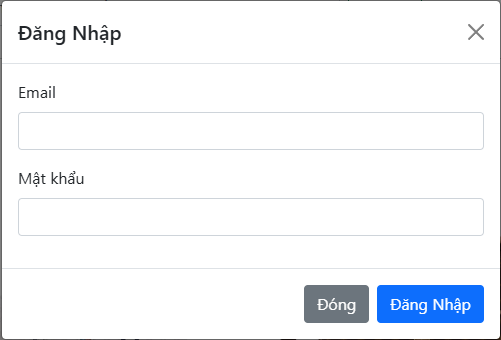 Đăng Nhập
Email
Mật khẩu
Đóng Đăng Nhập